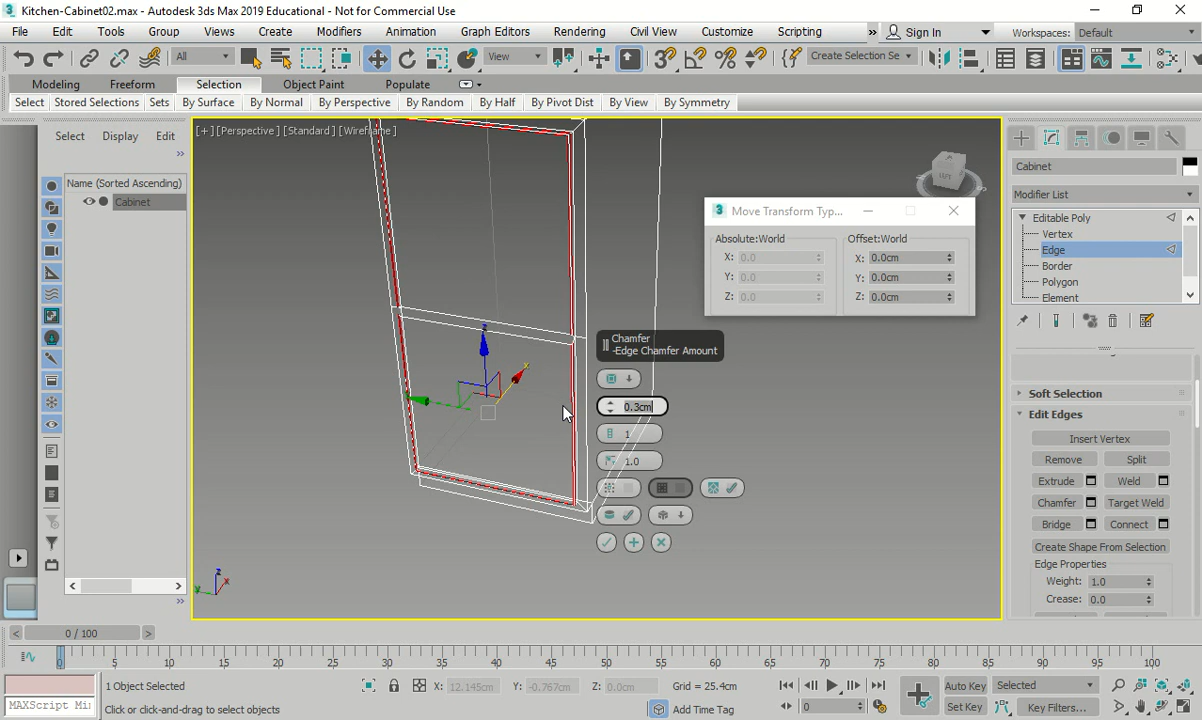 Kitchen-Cabinet02.max - Autodesk 3ds Max 2019 Educational - Not for Commercial Use
File Edit Tools Group Views Create Modifiers Animation Graph Editors Rendering Civil View Customize Scripting » Sign In Workspaces: Default
All View Create Selection Se
Modeling Freeform Selection Object Paint Populate
Select Stored Selections Sets By Surface By Normal By Perspective By Random By Half By Pivot Dist By View By Symmetry
Select Display Edit
»
Name (Sorted Ascending)
Cabinet
[+] [Perspective] [Standard] [Wireframe]
LEFT
3 Move Transform Typ...
Absolute:World Offset:World
X: 0.0 X: 0.0cm
Y: 0.0 Y: 0.0cm
Z: 0.0 Z: 0.0cm
Chamfer
-Edge Chamfer Amount
0.3cm
1
1.0
z
x
y
z
x
y
Cabinet
Modifier List
Editable Poly
Vertex
Edge
Border
Polygon
Element
Soft Selection
Edit Edges
Insert Vertex
Remove Split
Extrude Weld
Chamfer Target Weld
Bridge Connect
Create Shape From Selection
Edge Properties
Weight: 1.0
Crease: 0.0
»
< 0 / 100 >
0 5 10 15 20 25 30 35 40 45 50 55 60 65 70 75 80 85 90 95 100
1 Object Selected X: 12.145cm Y: -0.767cm Z: 0.0cm Grid = 25.4cm Auto Key Selected
MAXScript Mi Click or click-and-drag to select objects Add Time Tag 0 Set Key Key Filters...